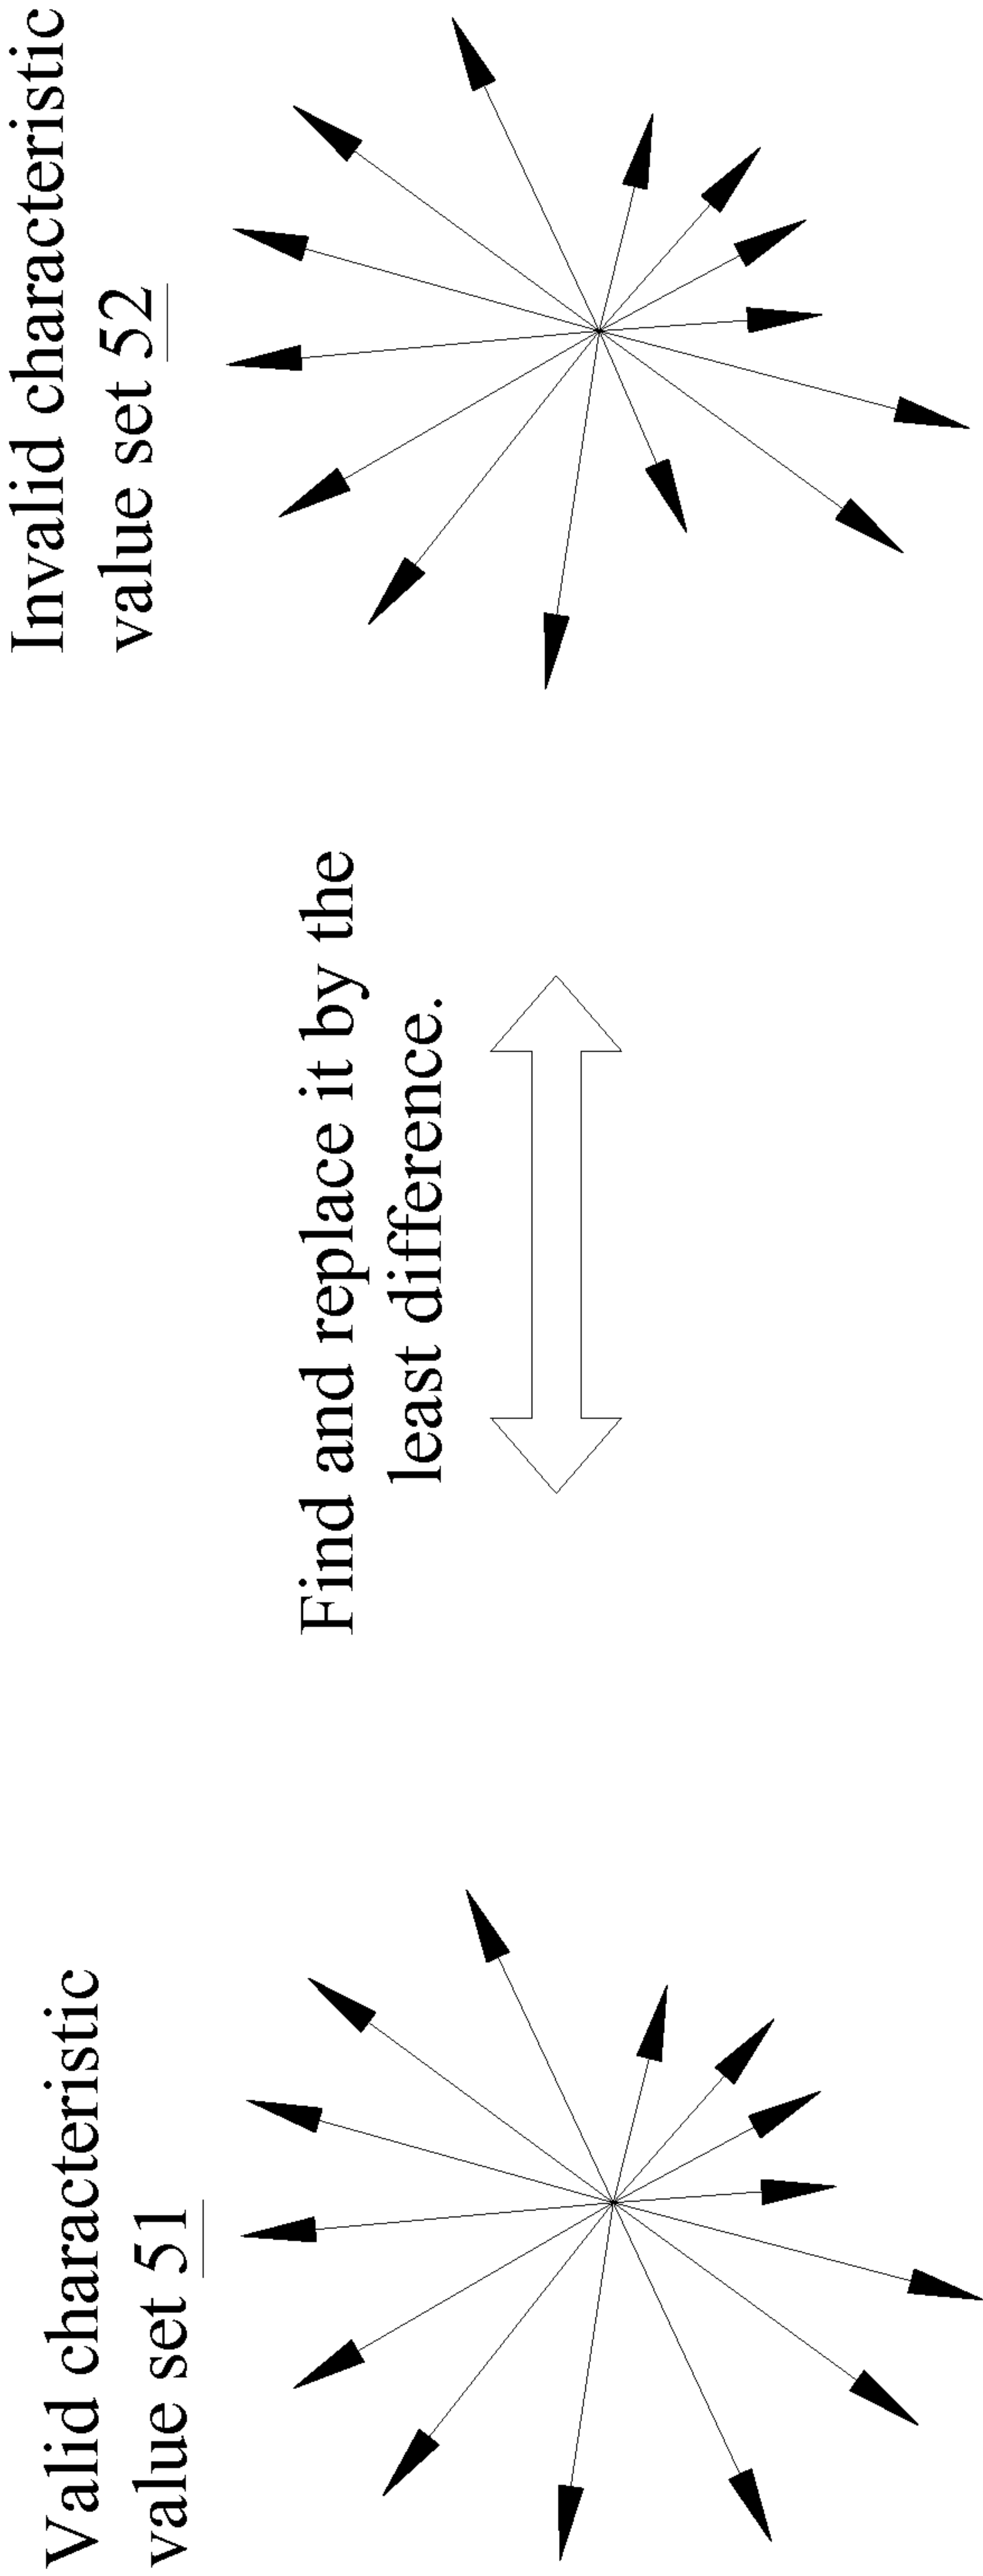 Valid characteristic
value set 51
Find and replace it by the
least difference.
Invalid characteristic
value set 52